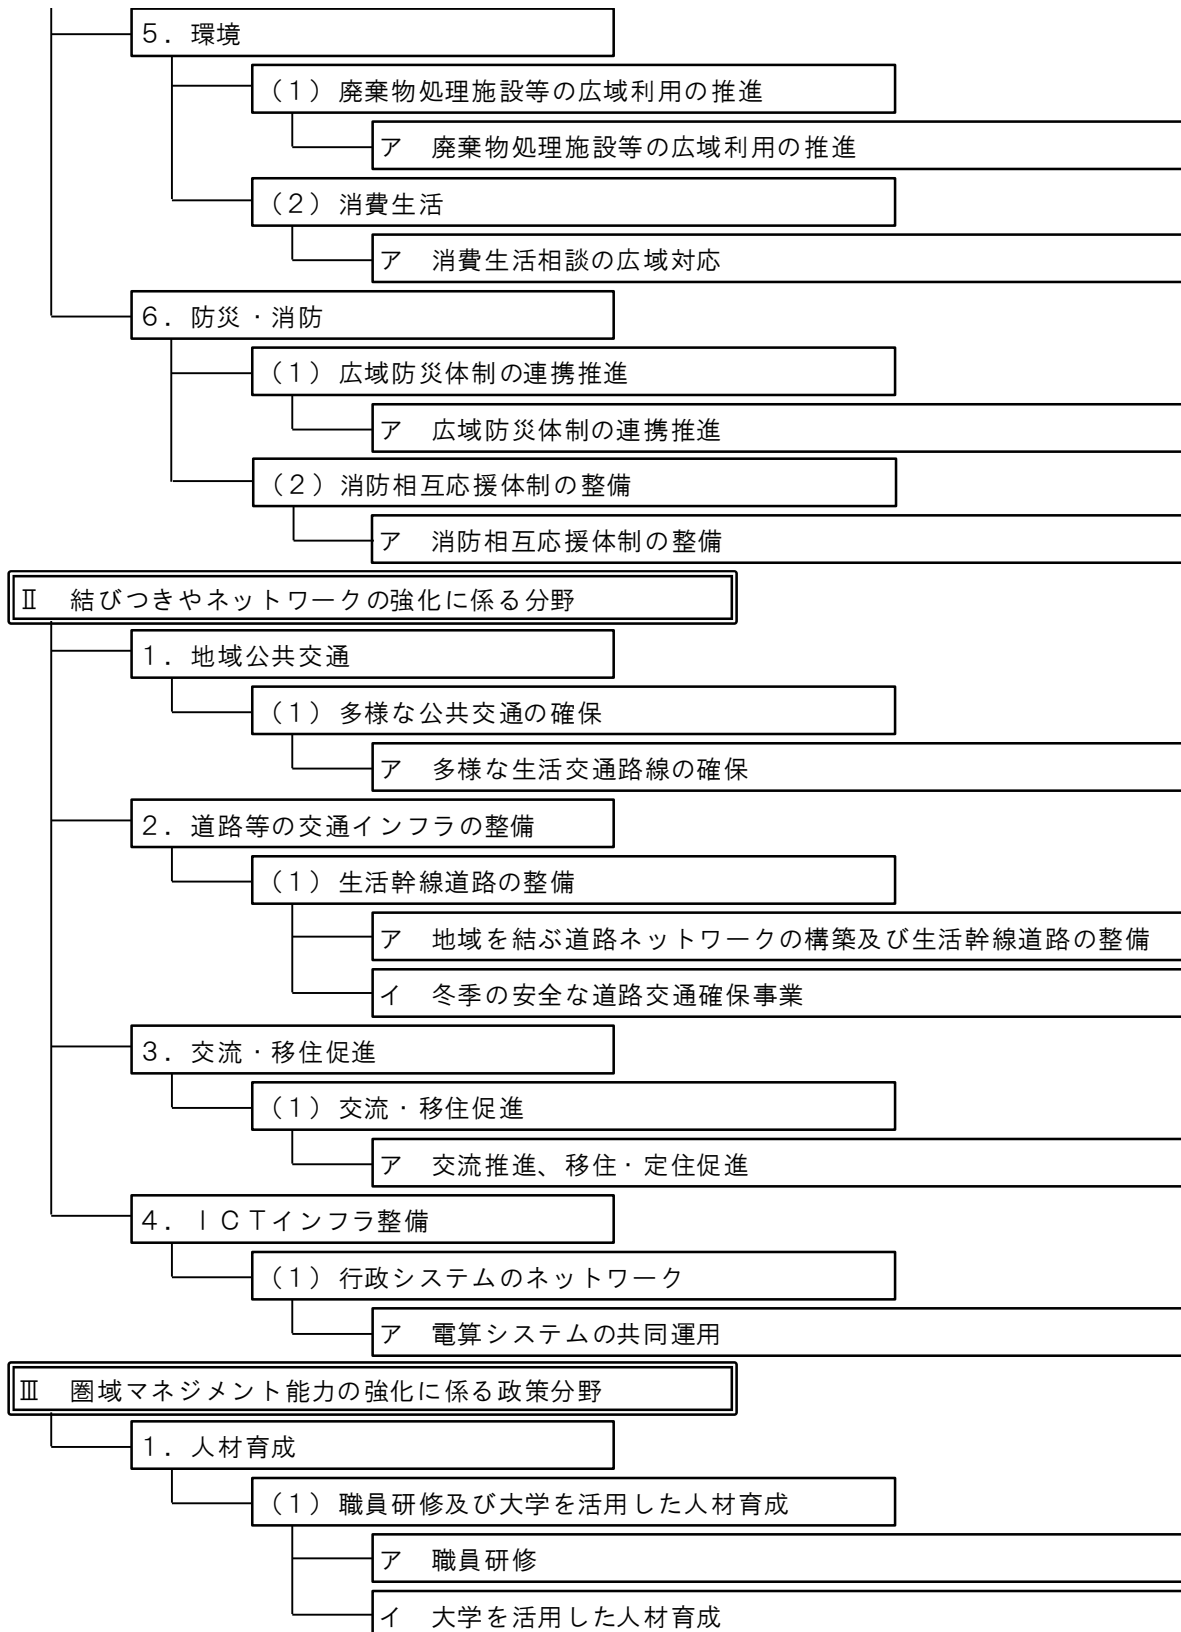 ５．環境
（１）廃棄物処理施設等の広域利用の推進
ア　廃棄物処理施設等の広域利用の推進
（２）消費生活
ア　消費生活相談の広域対応
６．防災・消防
（１）広域防災体制の連携推進
ア　広域防災体制の連携推進
（２）消防相互応援体制の整備
ア　消防相互応援体制の整備
Ⅱ　結びつきやネットワークの強化に係る分野
１．地域公共交通
（１）多様な公共交通の確保
ア　多様な生活交通路線の確保
２．道路等の交通インフラの整備
（１）生活幹線道路の整備
ア　地域を結ぶ道路ネットワークの構築及び生活幹線道路の整備
イ　冬季の安全な道路交通確保事業
３．交流・移住促進
（１）交流・移住促進
ア　交流推進、移住・定住促進
４．ＩＣＴインフラ整備
（１）行政システムのネットワーク
ア　電算システムの共同運用
Ⅲ　圏域マネジメント能力の強化に係る政策分野
１．人材育成
（１）職員研修及び大学を活用した人材育成
ア　職員研修
イ　大学を活用した人材育成